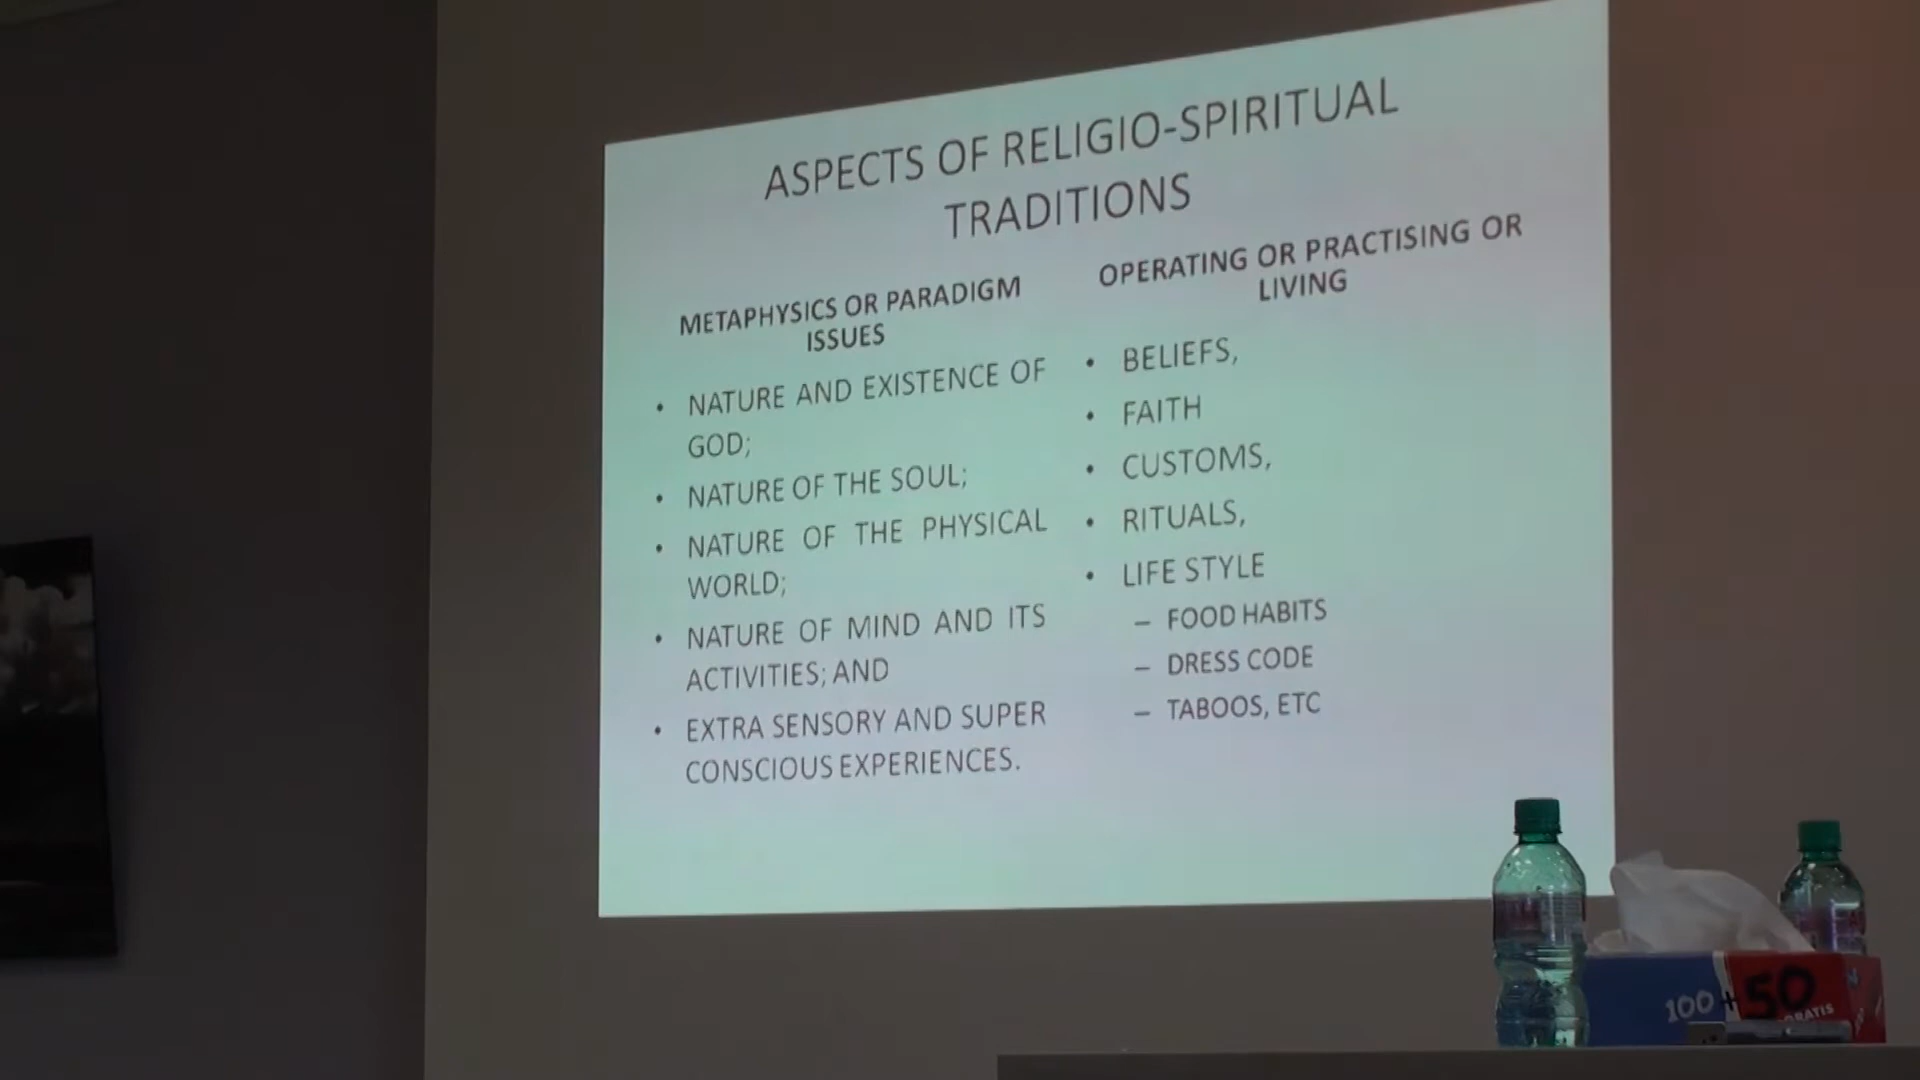 ASPECTS OF RELIGIO-SPIRITUAL
TRADITIONS
METAPHYSICS OR PARADIGM
ISSUES
• NATURE AND EXISTENCE OF
GOD;
• NATURE OF THE SOUL;
• NATURE OF THE PHYSICAL
WORLD;
• NATURE OF MIND AND ITS
ACTIVITIES; AND
• EXTRA SENSORY AND SUPER
CONSCIOUS EXPERIENCES.
OPERATING OR PRACTISING OR
LIVING
• BELIEFS,
• FAITH
• CUSTOMS,
• RITUALS,
• LIFE STYLE
– FOOD HABITS
– DRESS CODE
– TABOOS, ETC
100 + 50
GRATIS